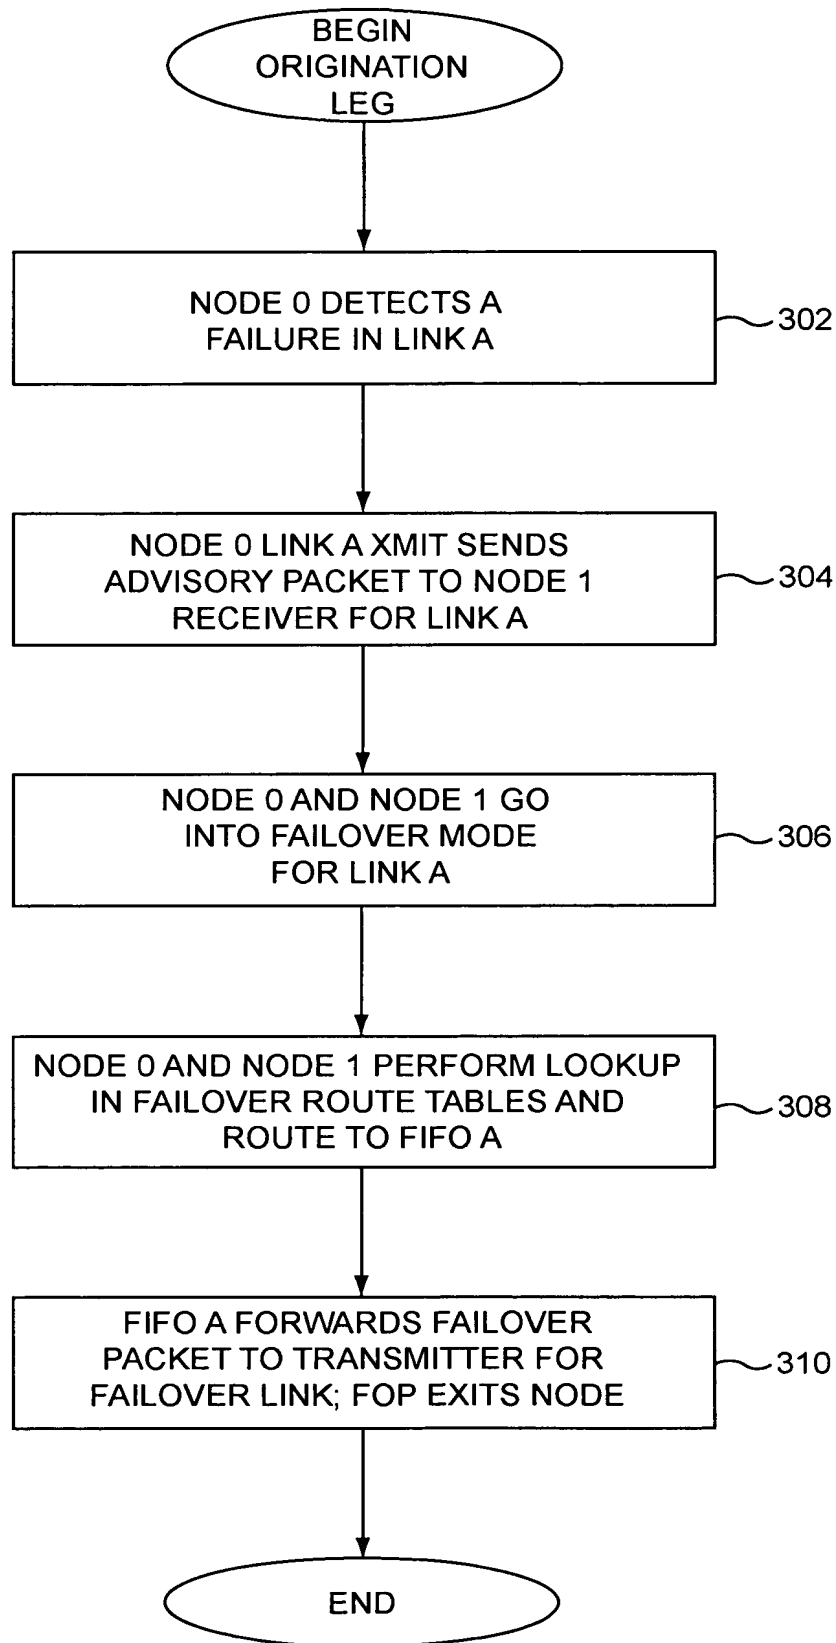 BEGIN
ORIGINATION
LEG
NODE 0 DETECTS A
FAILURE IN LINK A
302
NODE 0 LINK A XMIT SENDS
ADVISORY PACKET TO NODE 1
RECEIVER FOR LINK A
304
NODE 0 AND NODE 1 GO
INTO FAILOVER MODE
FOR LINK A
306
NODE 0 AND NODE 1 PERFORM LOOKUP
IN FAILOVER ROUTE TABLES AND
ROUTE TO FIFO A
308
FIFO A FORWARDS FAILOVER
PACKET TO TRANSMITTER FOR
FAILOVER LINK; FOP EXITS NODE
310
END